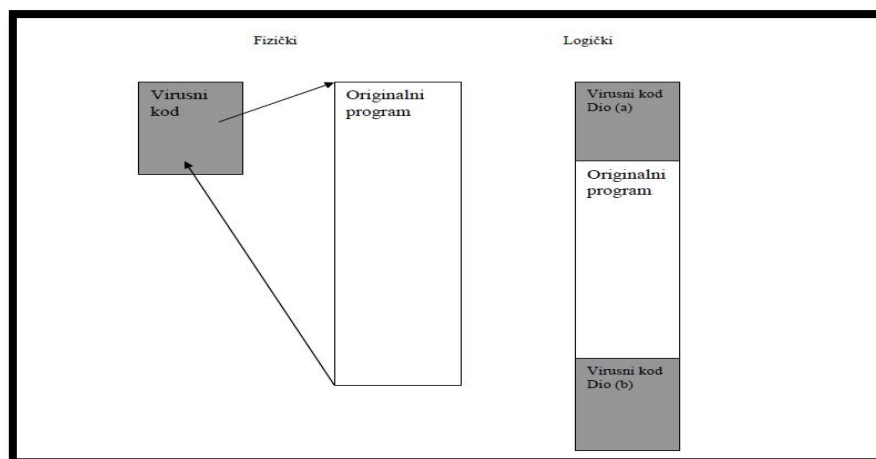 Fizički
Logički
Virusni
kod
Originalni
program
Virusni kod
Dio (a)
Originalni
program
Virusni kod
Dio (b)